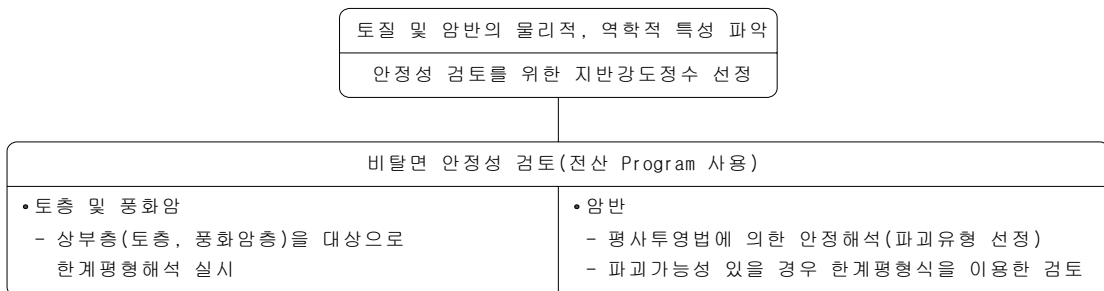 토질 및 암반의 물리적, 역학적 특성 파악
안정성 검토를 위한 지반강도정수 선정
비탈면 안정성 검토(전산 Program 사용)
•토층 및 풍화암
- 상부층(토층, 풍화암층)을 대상으로
한계평형해석 실시
•암반
- 평사투영법에 의한 안정해석(파괴유형 선정)
- 파괴가능성 있을 경우 한계평형식을 이용한 검토